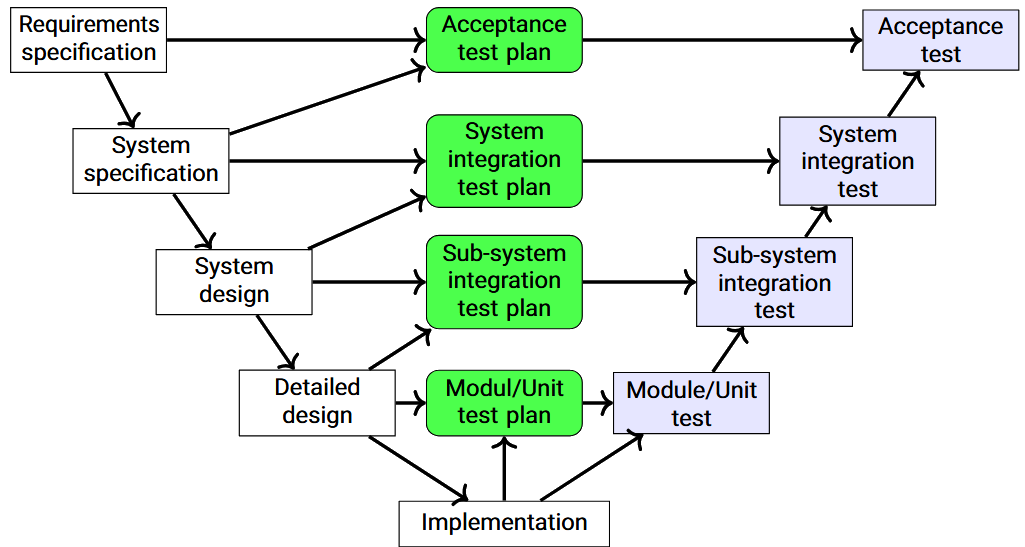 Requirements
specification
Acceptance
test plan
Acceptance
test
System
specification
System
integration
test plan
System
integration
test
System
design
Sub-system
integration
test plan
Sub-system
integration
test
Detailed
design
Modul/Unit
test plan
Module/Unit
test
Implementation